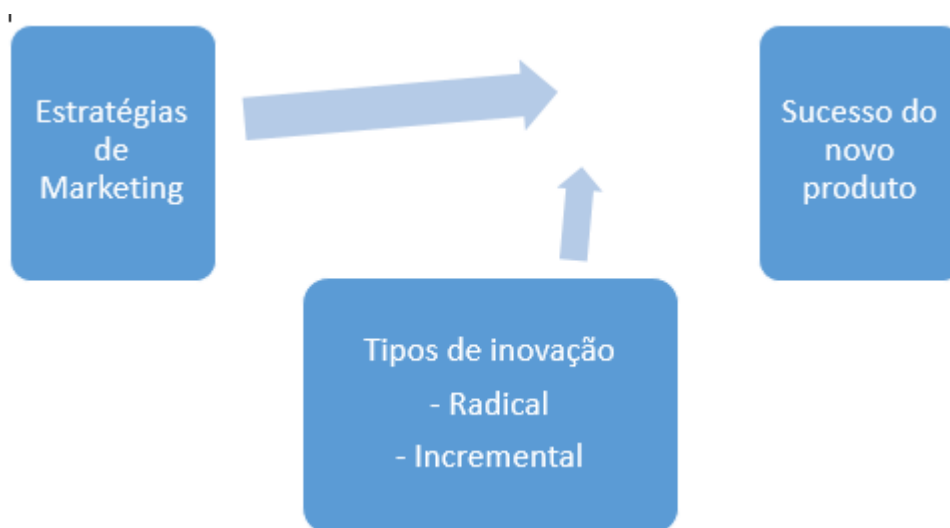 Estratégias
de
Marketing
Sucesso do
novo
produto
Tipos de inovação
- Radical
- Incremental